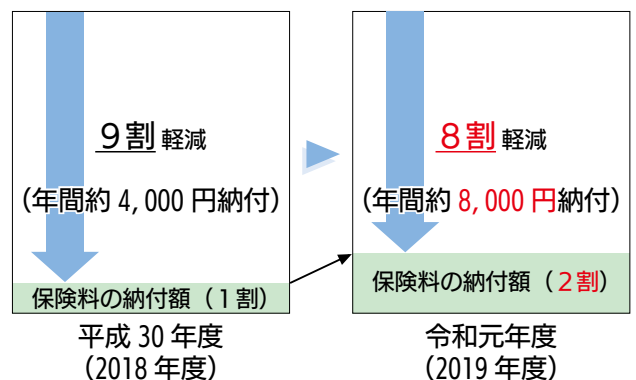 9割 軽減
(年間約 4,000 円納付)
保険料の納付額（1割）
平成 30 年度
(2018 年度)
8割 軽減
(年間約 8,000 円納付)
保険料の納付額（2割）
令和元年度
(2019 年度)